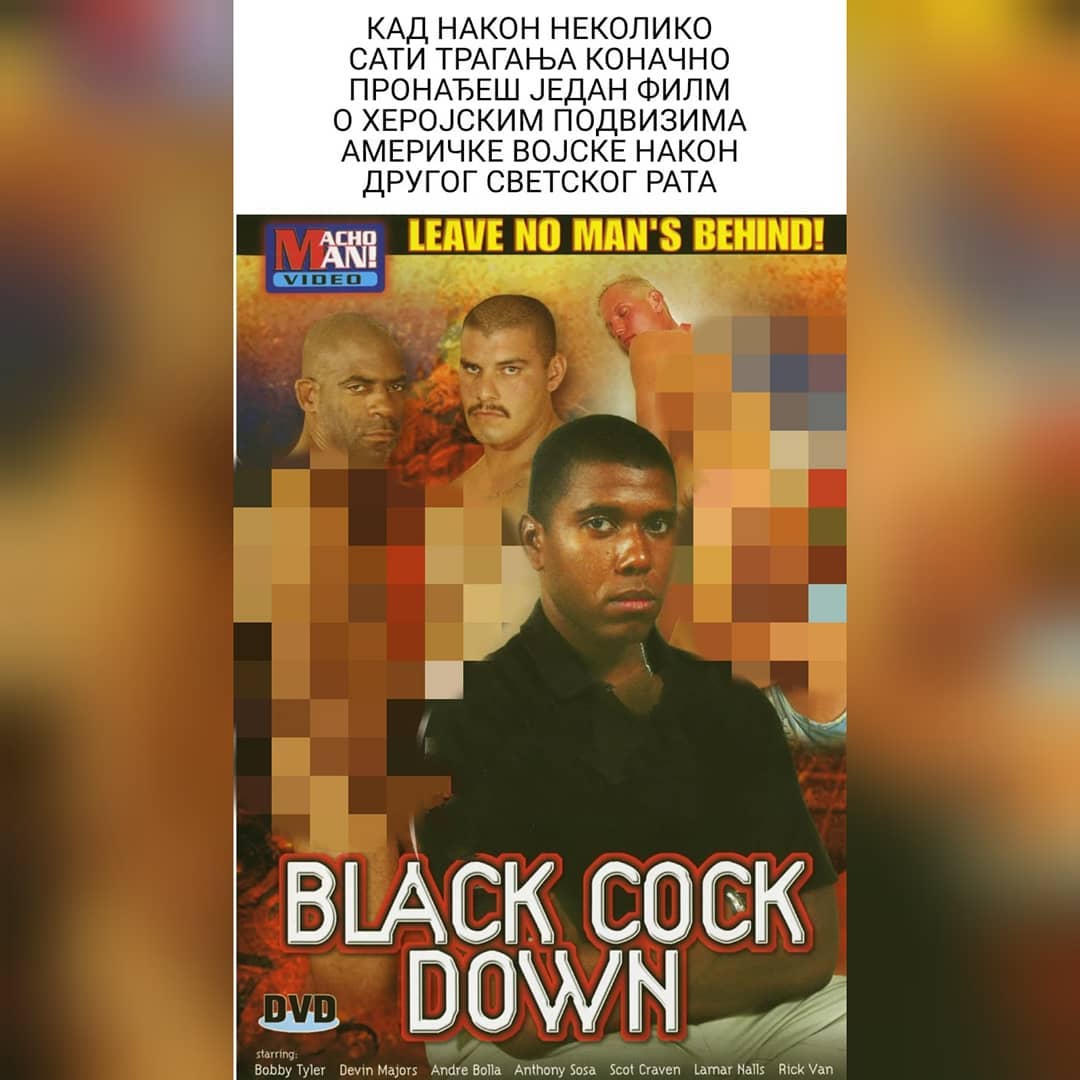 КАД НАКОН НЕКОЛИКО
САТИ ТРАГАЊА КОНАЧНО
ПРОНАЂЕШ ЈЕДАН ФИЛМ
О ХЕРОЈСКИМ ПОДВИЗИМА
АМЕРИЧКЕ ВОЈСКЕ НАКОН
ДРУГОГ СВЕТСКОГ РАТА
MACHO MAN!
VIDEO
LEAVE NO MAN'S BEHIND!
BLACK COCK
DOWN
DVD
starring:
Bobby Tyler Devin Majors Andre Bolla Anthony Sosa Scot Craven Lamar Nalls Rick Van